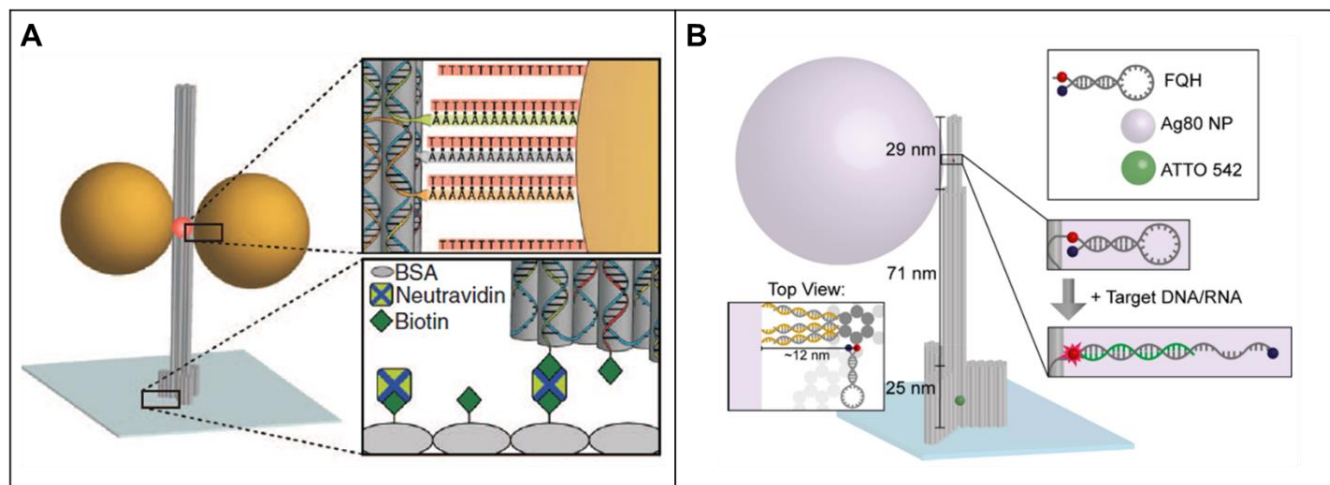 A
BSA
Neutravidin
Biotin
B
FQH
Ag80 NP
ATTO 542
29 nm
71 nm
25 nm
Top View:
~12 nm
+ Target DNA/RNA